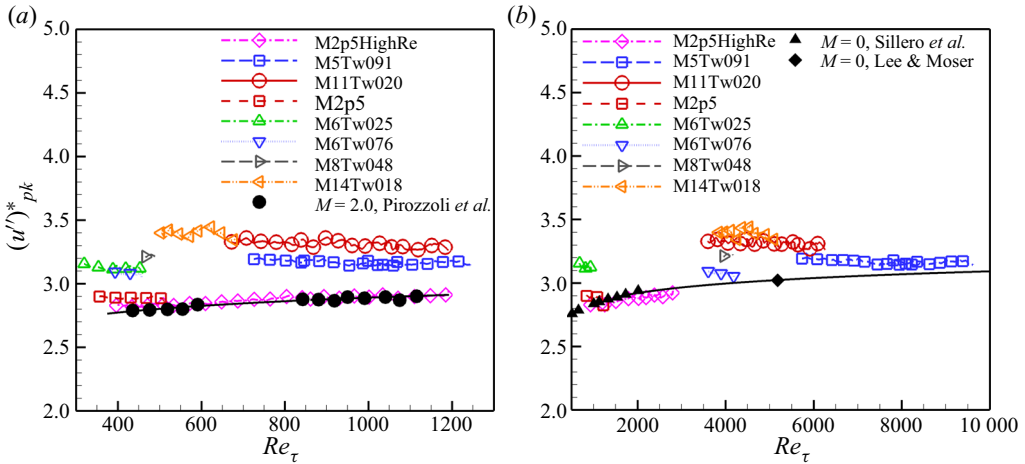 (a)
5.0
4.5
4.0
3.5
3.0
2.5
2.0
(u'')*pk
400 600 800 1000 1200
Reτ
M2p5HighRe
M5Tw091
M11Tw020
M2p5
M6Tw025
M6Tw076
M8Tw048
M14Tw018
M = 2.0, Pirozzoli et al.
(b)
5.0
4.5
4.0
3.5
3.0
2.5
2.0
2000 4000 6000 8000 10 000
Reτ
M2p5HighRe
M5Tw091
M11Tw020
M2p5
M6Tw025
M6Tw076
M8Tw048
M14Tw018
M = 0, Sillero et al.
M = 0, Lee & Moser